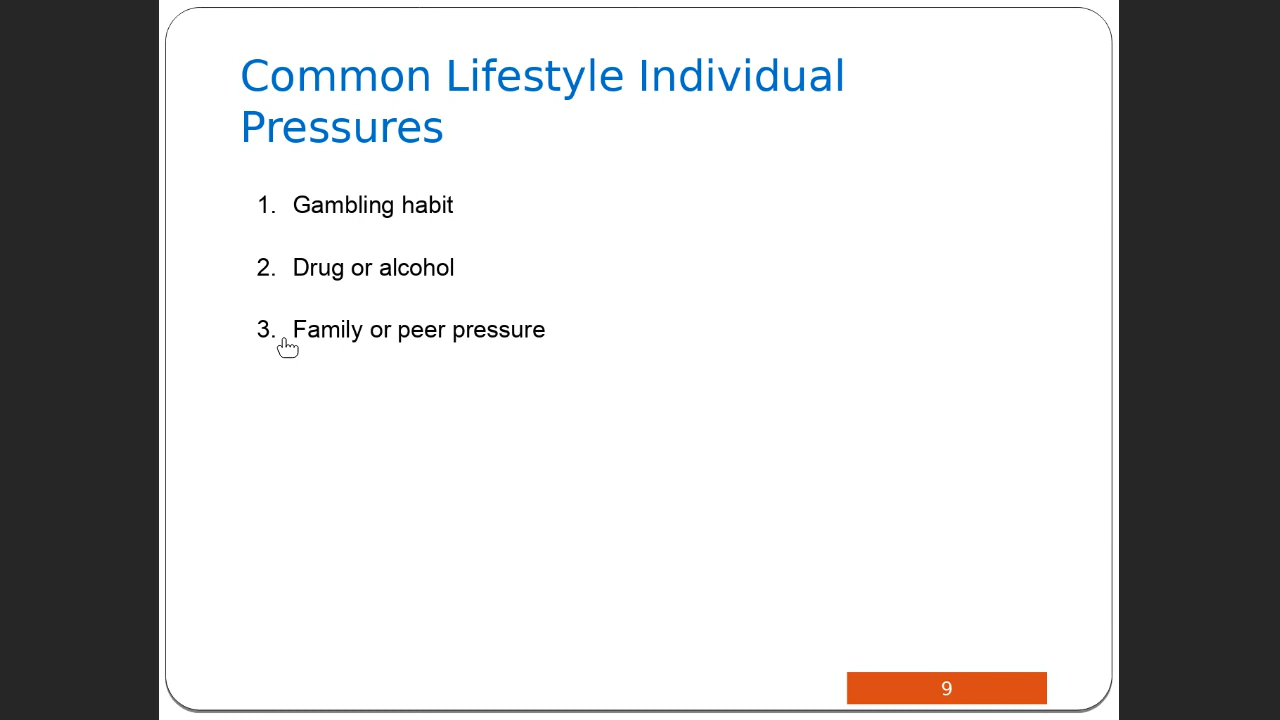 Common Lifestyle Individual
Pressures
1. Gambling habit
2. Drug or alcohol
3. Family or peer pressure
9